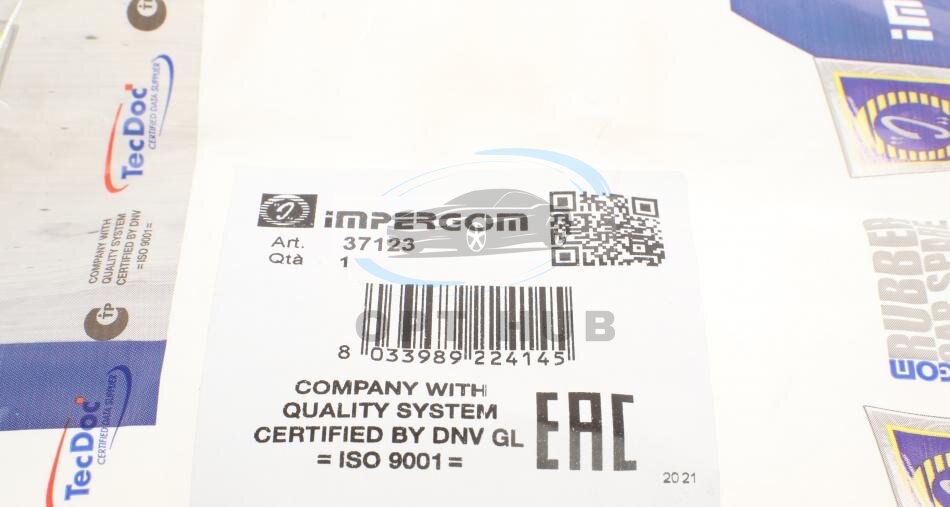 TecDoc
CERTIFIED DATA SUPPLIER
COMPANY WITH
QUALITY SYSTEM
CERTIFIED BY DNV
= ISO 9001 =
TecDoc
CERTIFIED DATA SUPPLIER
iMPERGOM
Art. 37123
Qtà 1
OPT HUB
8 033989 224145
COMPANY WITH
QUALITY SYSTEM
CERTIFIED BY DNV GL
= ISO 9001 =
EAC
2021
RUBBER